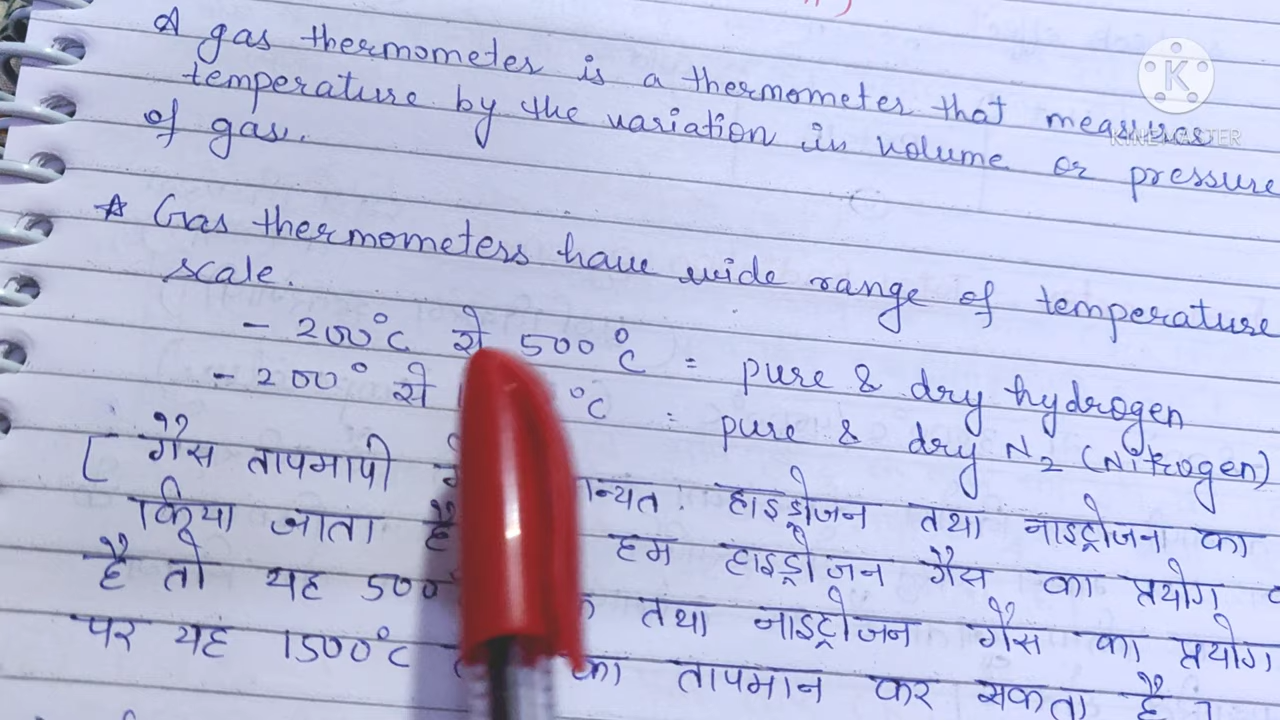 A gas thermometer is a thermometer that measures
temperature by the variation in volume or pressure
of gas.
☆ Gas thermometers have wide range of temperature
scale.
- 200°C से 500°C = pure & dry hydrogen
- 200° से °C = pure & dry N2 (Nitrogen)
[ गैस तापमापी हाइड्रोजन तथा नाइट्रोजना का
किया जाता है हम हाइड्रोजन गैस का प्रयोग
है तो यह 500° तथा नाइट्रोजन गैस का प्रयोग
पर यह 1500°C का तापमान कर सकता है ।
K
KINEMASTER